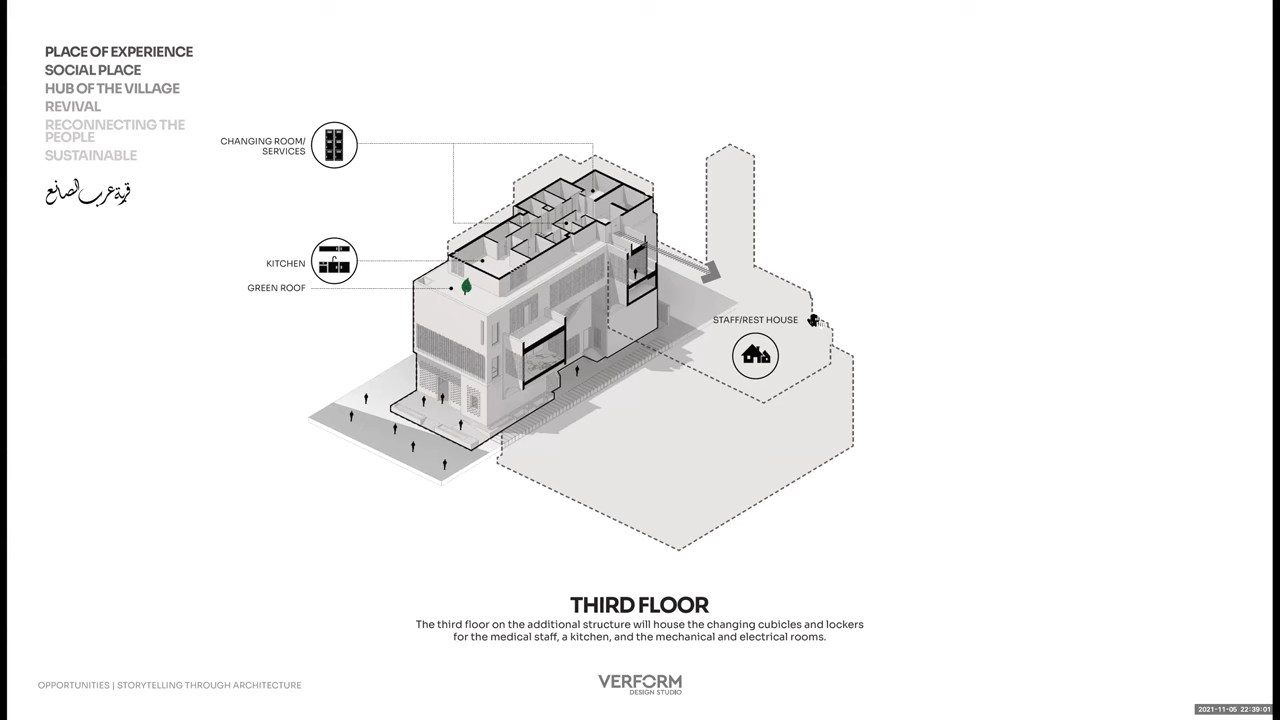 PLACE OF EXPERIENCE
SOCIAL PLACE
HUB OF THE VILLAGE
REVIVAL
RECONNECTING THE
PEOPLE
SUSTAINABLE
قرية عرب الصانع
CHANGING ROOM/
SERVICES
KITCHEN
GREEN ROOF
STAFF/REST HOUSE
THIRD FLOOR
The third floor on the additional structure will house the changing cubicles and lockers
for the medical staff, a kitchen, and the mechanical and electrical rooms.
OPPORTUNITIES | STORYTELLING THROUGH ARCHITECTURE
VERFORM
DESIGN STUDIO
2021-11-05 22:39:01